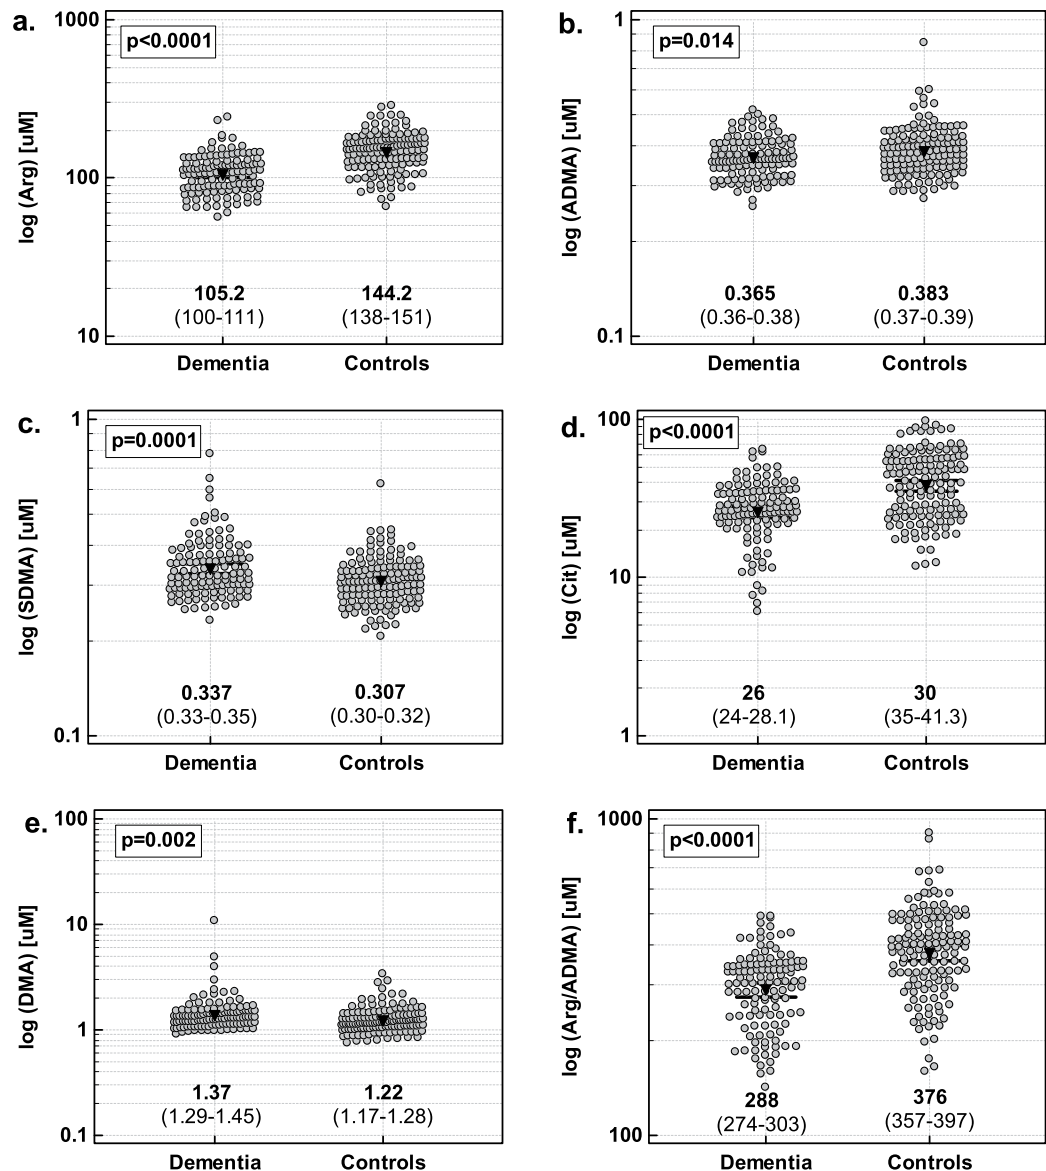 a.
p<0.0001
log (Arg) [uM]
1000
100
10
105.2
(100-111)
144.2
(138-151)
Dementia
Controls
b.
p=0.014
log (ADMA) [uM]
1
0.1
0.365
(0.36-0.38)
0.383
(0.37-0.39)
Dementia
Controls
c.
p=0.0001
log (SDMA) [uM]
1
0.1
0.337
(0.33-0.35)
0.307
(0.30-0.32)
Dementia
Controls
d.
p<0.0001
log (Cit) [uM]
100
10
1
26
(24-28.1)
30
(35-41.3)
Dementia
Controls
e.
p=0.002
log (DMA) [uM]
100
10
1
0.1
1.37
(1.29-1.45)
1.22
(1.17-1.28)
Dementia
Controls
f.
p<0.0001
log (Arg/ADMA) [uM]
1000
100
288
(274-303)
376
(357-397)
Dementia
Controls